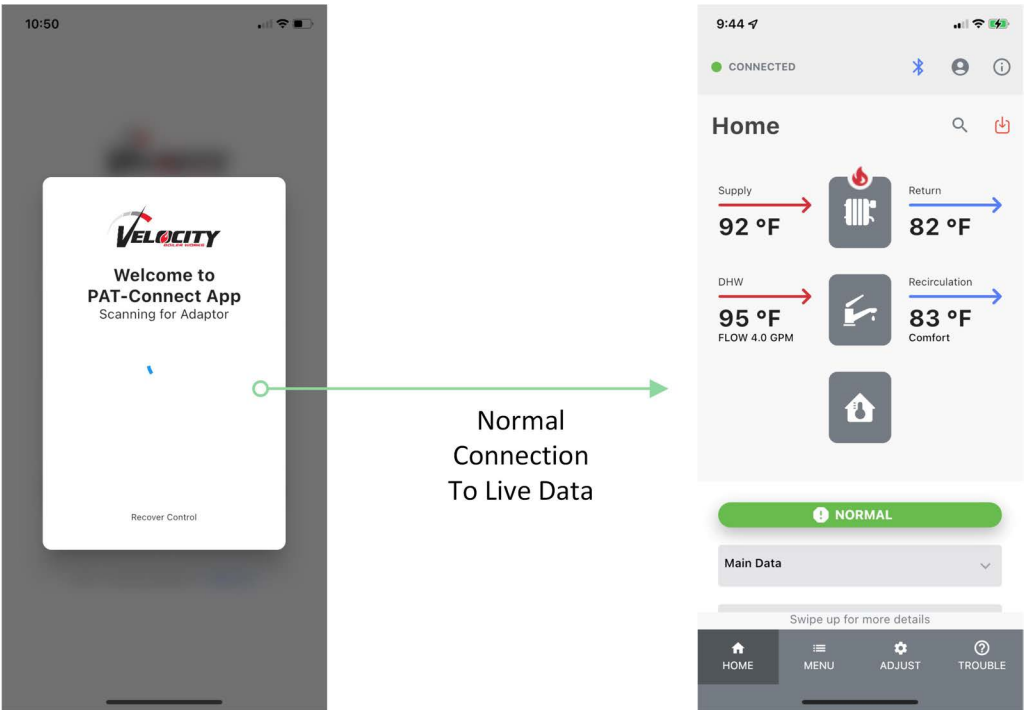 10:50
VELOCITY
BOILER WORKS
Welcome to
PAT-Connect App
Scanning for Adaptor
Recover Control
Normal
Connection
To Live Data
9:44
CONNECTED
Home
Supply
92 °F
Return
82 °F
DHW
95 °F
FLOW 4.0 GPM
Recirculation
83 °F
Comfort
NORMAL
Main Data
Swipe up for more details
HOME
MENU
ADJUST
TROUBLE